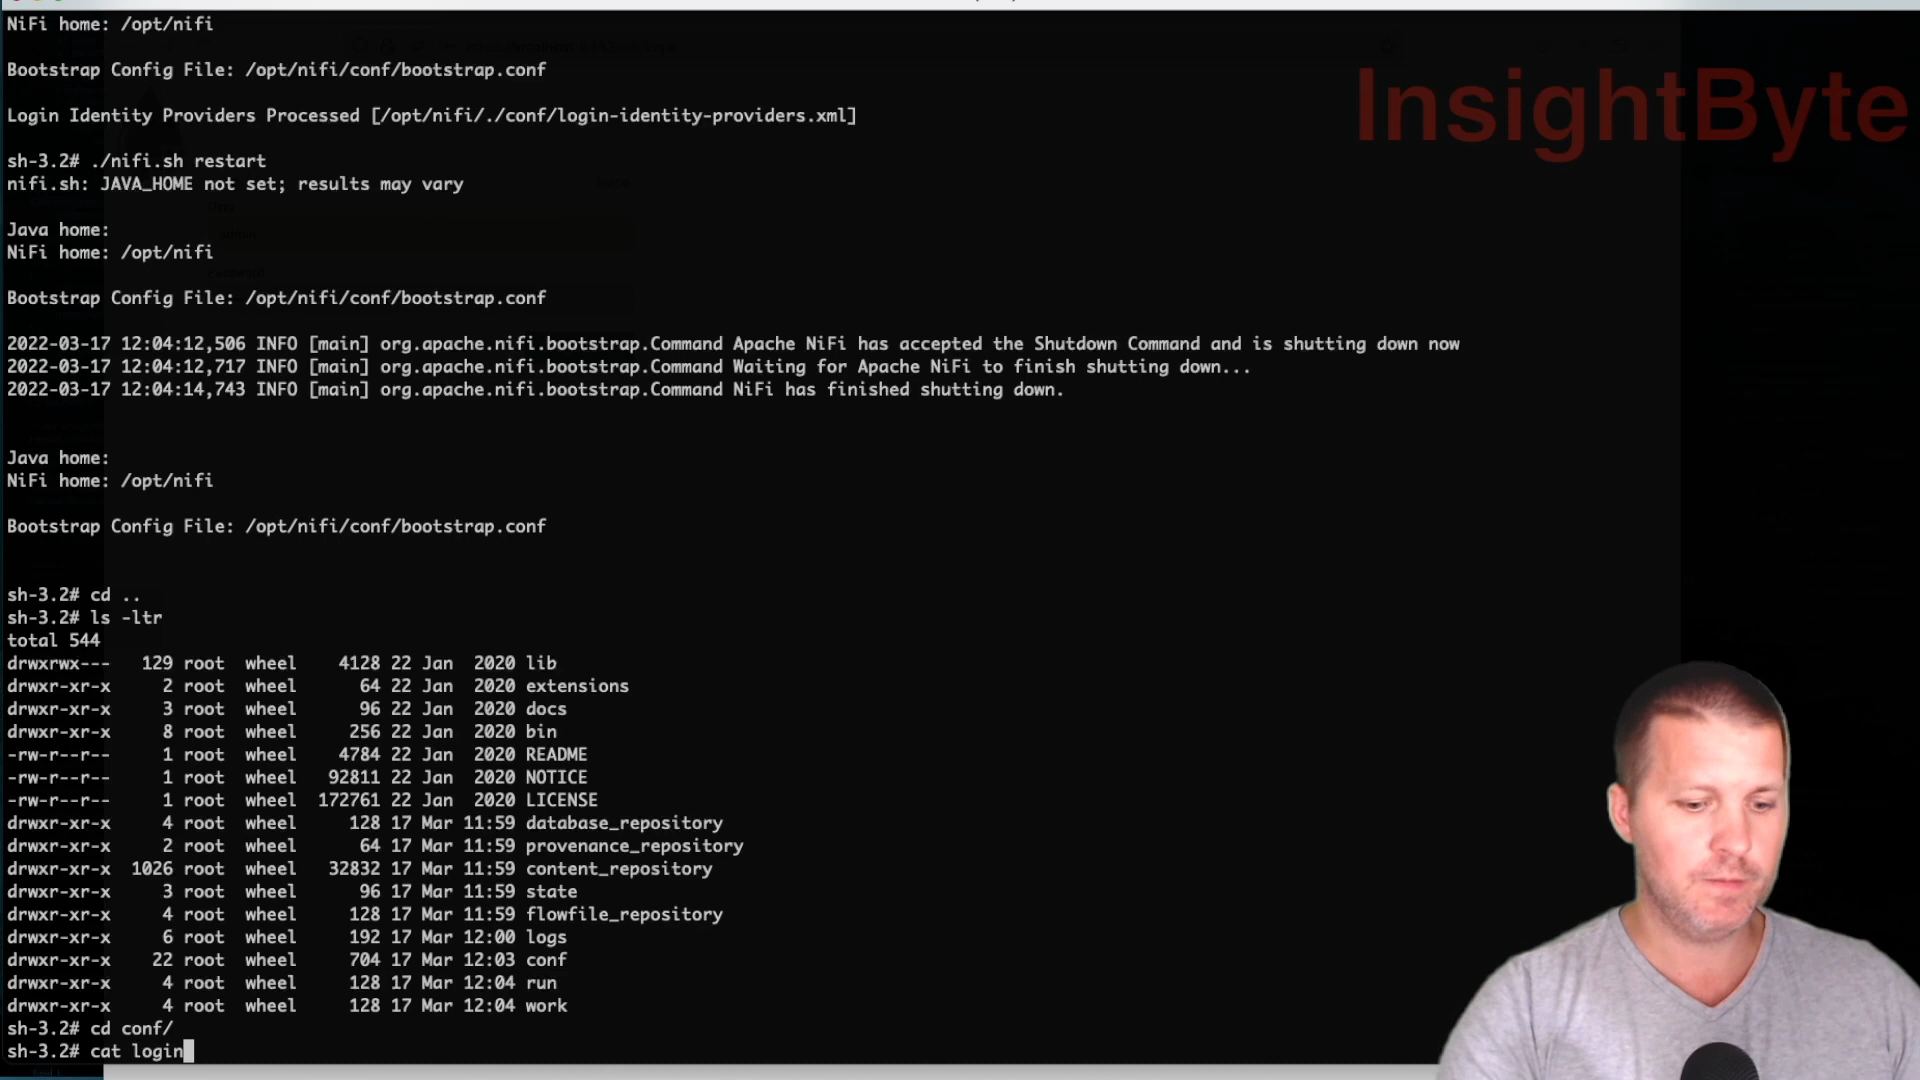 NiFi home: /opt/nifi
Bootstrap Config File: /opt/nifi/conf/bootstrap.conf
InsightByte
Login Identity Providers Processed [/opt/nifi/./conf/login-identity-providers.xml]
sh-3.2# ./nifi.sh restart
nifi.sh: JAVA_HOME not set; results may vary
Java home:
NiFi home: /opt/nifi
Bootstrap Config File: /opt/nifi/conf/bootstrap.conf
2022-03-17 12:04:12,506 INFO [main] org.apache.nifi.bootstrap.Command Apache NiFi has accepted the Shutdown Command and is shutting down now
2022-03-17 12:04:12,717 INFO [main] org.apache.nifi.bootstrap.Command Waiting for Apache NiFi to finish shutting down...
2022-03-17 12:04:14,743 INFO [main] org.apache.nifi.bootstrap.Command NiFi has finished shutting down.
Java home:
NiFi home: /opt/nifi
Bootstrap Config File: /opt/nifi/conf/bootstrap.conf
sh-3.2# cd ..
sh-3.2# ls -ltr
total 544
drwxrwx--- 129 root wheel 4128 22 Jan 2020 lib
drwxr-xr-x 2 root wheel 64 22 Jan 2020 extensions
drwxr-xr-x 3 root wheel 96 22 Jan 2020 docs
drwxr-xr-x 8 root wheel 256 22 Jan 2020 bin
-rw-r--r-- 1 root wheel 4784 22 Jan 2020 README
-rw-r--r-- 1 root wheel 92811 22 Jan 2020 NOTICE
-rw-r--r-- 1 root wheel 172761 22 Jan 2020 LICENSE
drwxr-xr-x 4 root wheel 128 17 Mar 11:59 database_repository
drwxr-xr-x 2 root wheel 64 17 Mar 11:59 provenance_repository
drwxr-xr-x 1026 root wheel 32832 17 Mar 11:59 content_repository
drwxr-xr-x 3 root wheel 96 17 Mar 11:59 state
drwxr-xr-x 4 root wheel 128 17 Mar 11:59 flowfile_repository
drwxr-xr-x 6 root wheel 192 17 Mar 12:00 logs
drwxr-xr-x 22 root wheel 704 17 Mar 12:03 conf
drwxr-xr-x 4 root wheel 128 17 Mar 12:04 run
drwxr-xr-x 4 root wheel 128 17 Mar 12:04 work
sh-3.2# cd conf/
sh-3.2# cat login